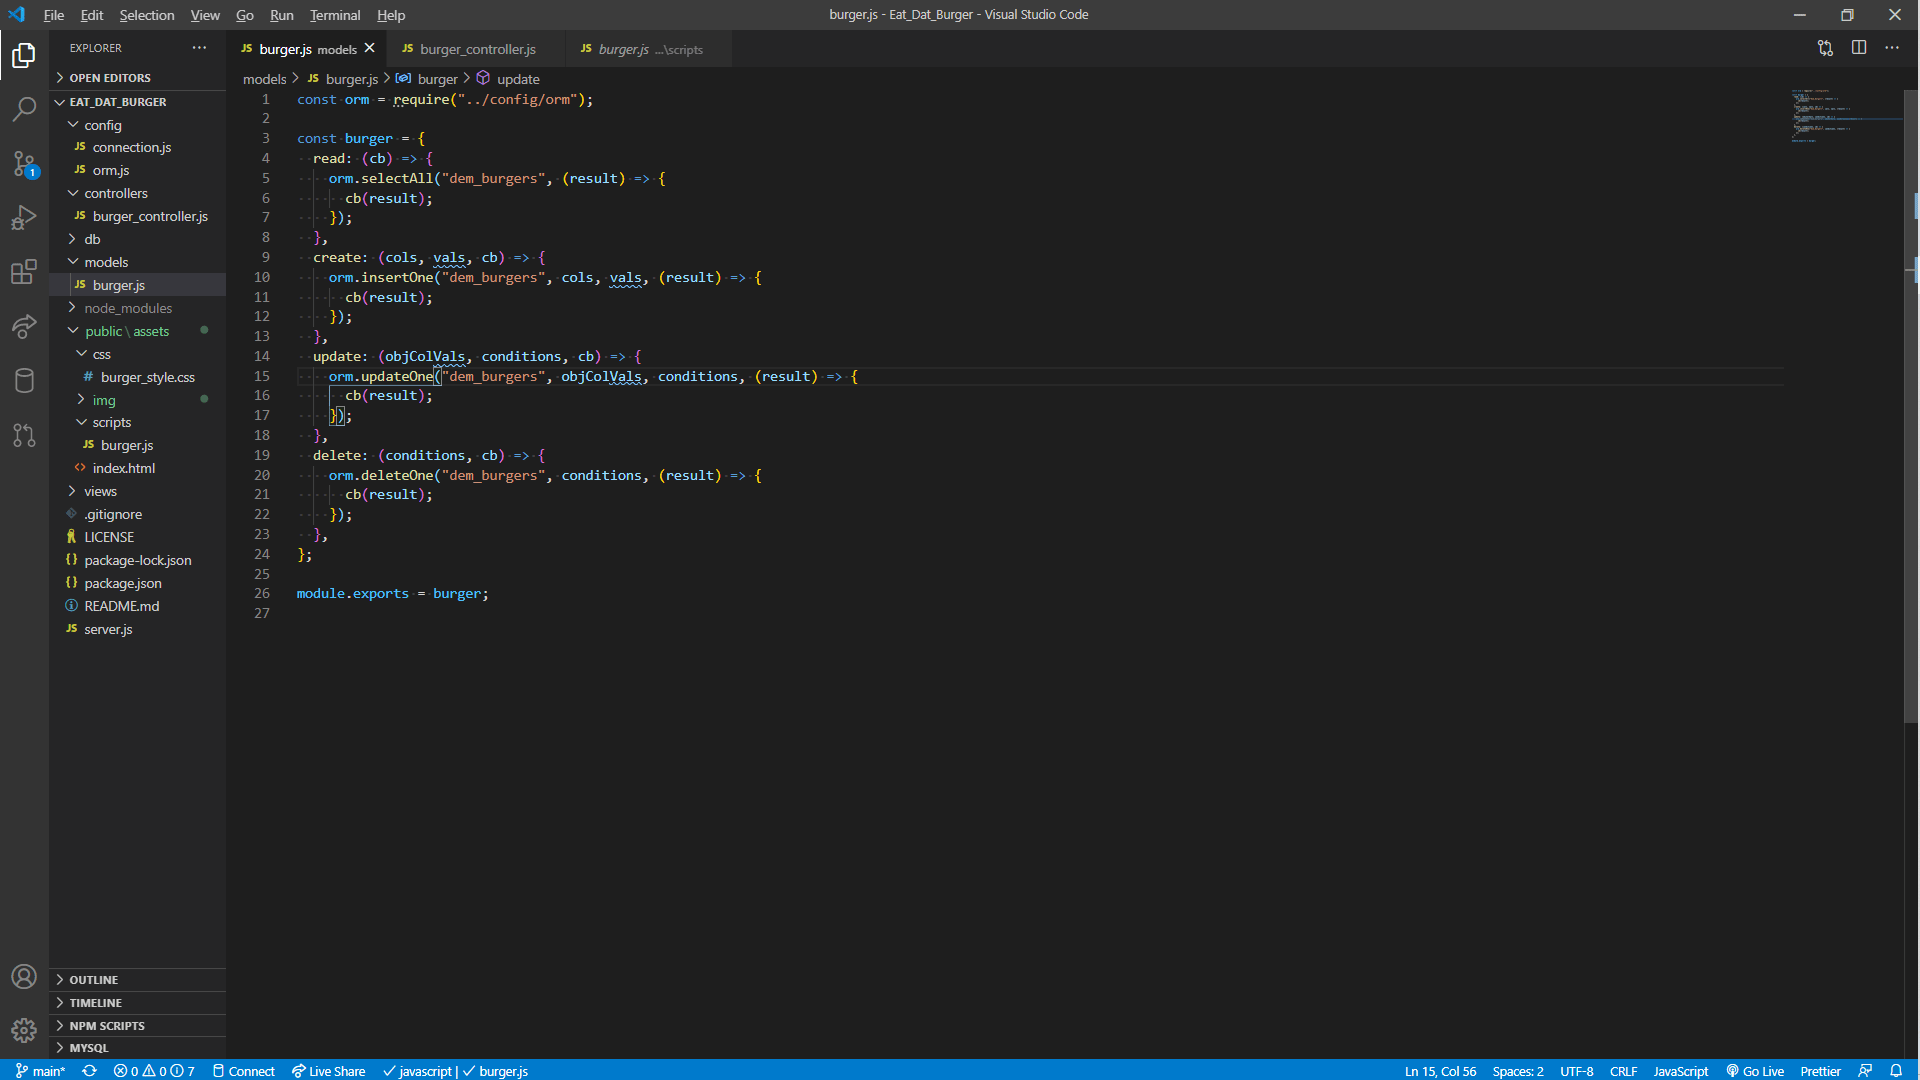 File Edit Selection View Go Run Terminal Help
burger.js - Eat_Dat_Burger - Visual Studio Code
EXPLORER
OPEN EDITORS
EAT_DAT_BURGER
config
JS connection.js
JS orm.js
controllers
JS burger_controller.js
db
models
JS burger.js
node_modules
public \ assets
css
# burger_style.css
img
scripts
JS burger.js
<> index.html
views
.gitignore
LICENSE
{} package-lock.json
{} package.json
README.md
JS server.js
OUTLINE
TIMELINE
NPM SCRIPTS
MYSQL
1
JS burger.js models
JS burger_controller.js
JS burger.js ...\scripts
models > JS burger.js > burger > update
1 const orm = require("../config/orm");
2
3 const burger = {
4 read: (cb) => {
5 orm.selectAll("dem_burgers", (result) => {
6 cb(result);
7 });
8 },
9 create: (cols, vals, cb) => {
10 orm.insertOne("dem_burgers", cols, vals, (result) => {
11 cb(result);
12 });
13 },
14 update: (objColVals, conditions, cb) => {
15 orm.updateOne("dem_burgers", objColVals, conditions, (result) => {
16 cb(result);
17 });
18 },
19 delete: (conditions, cb) => {
20 orm.deleteOne("dem_burgers", conditions, (result) => {
21 cb(result);
22 });
23 },
24 };
25
26 module.exports = burger;
27
main* 0 0 7 Connect Live Share javascript | burger.js
Ln 15, Col 56 Spaces: 2 UTF-8 CRLF JavaScript Go Live Prettier